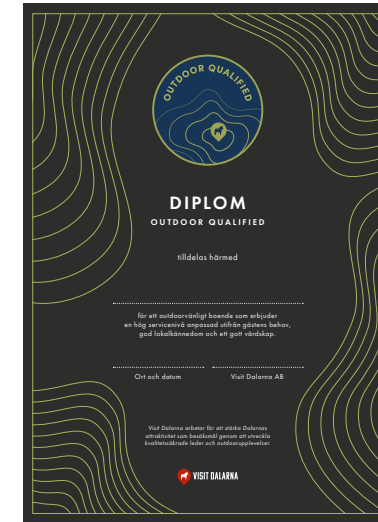 OUTDOOR QUALIFIED
DIPLOM
OUTDOOR QUALIFIED
tilldelas härmed
för ett outdoorvänligt boende som erbjuder
en hög servicenivå anpassad utifrån gästens behov,
god lokalkännedom och ett gott värdskap.
Ort och datum
Visit Dalarna AB
Visit Dalarna arbetar för att stärka Dalarnas
attraktivitet som besöksmål genom att utveckla
kvalitetssäkrade leder och outdoorupplevelser.
VISIT DALARNA